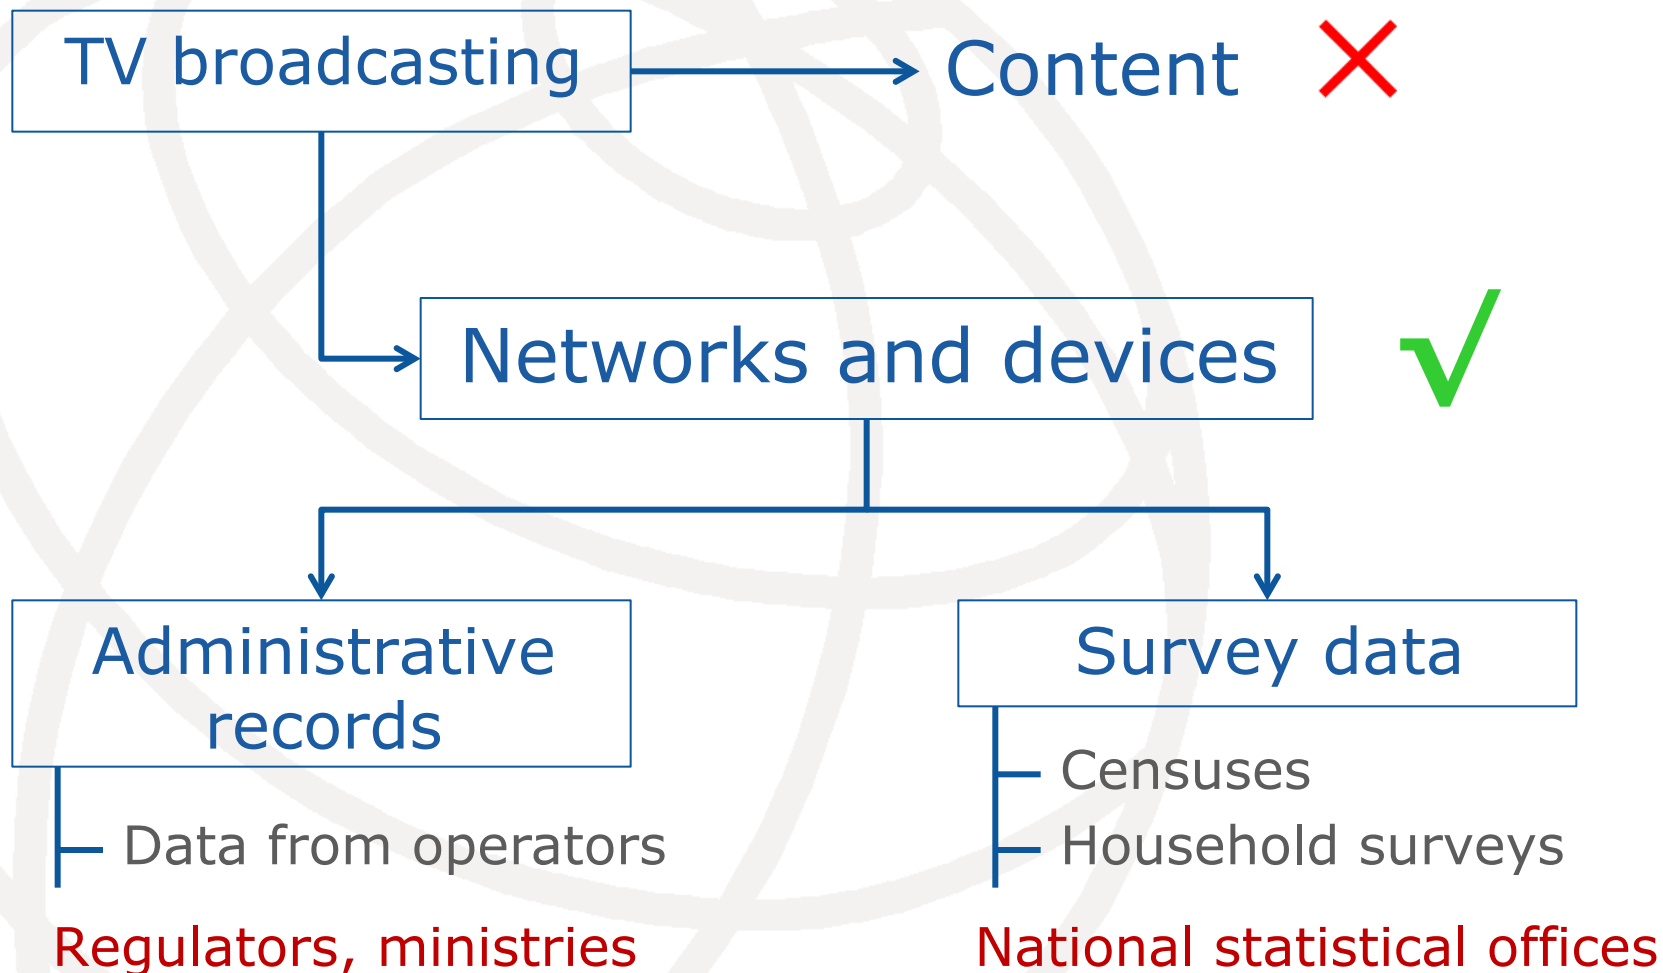 TV broadcasting
Content
Networks and devices
Administrative
records
Survey data
Censuses
Data from operators
Household surveys
Regulators, ministries
National statistical offices